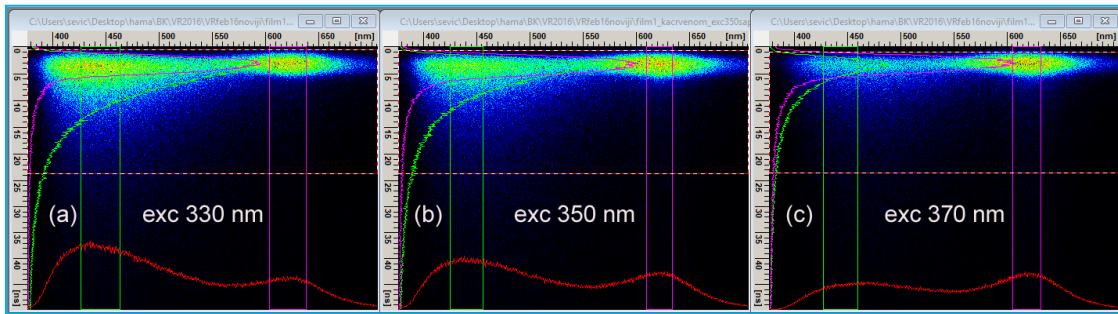 C:\Users\sevic\Desktop\hama\BK\VR2016\VRfeb16noviji\film1...
400 450 500 550 600 650 [nm]
0
5
10
15
20
25
30
35
40
[ns]
(a) exc 330 nm
C:\Users\sevic\Desktop\hama\BK\VR2016\VRfeb16noviji\film1_kacrvenom_exc350sap
400 450 500 550 600 650 [nm]
0
5
10
15
20
25
30
35
40
[ns]
(b) exc 350 nm
C:\Users\sevic\Desktop\hama\BK\VR2016\VRfeb16noviji\film1...
400 450 500 550 600 650 [nm]
0
5
10
15
20
25
30
35
40
[ns]
(c) exc 370 nm